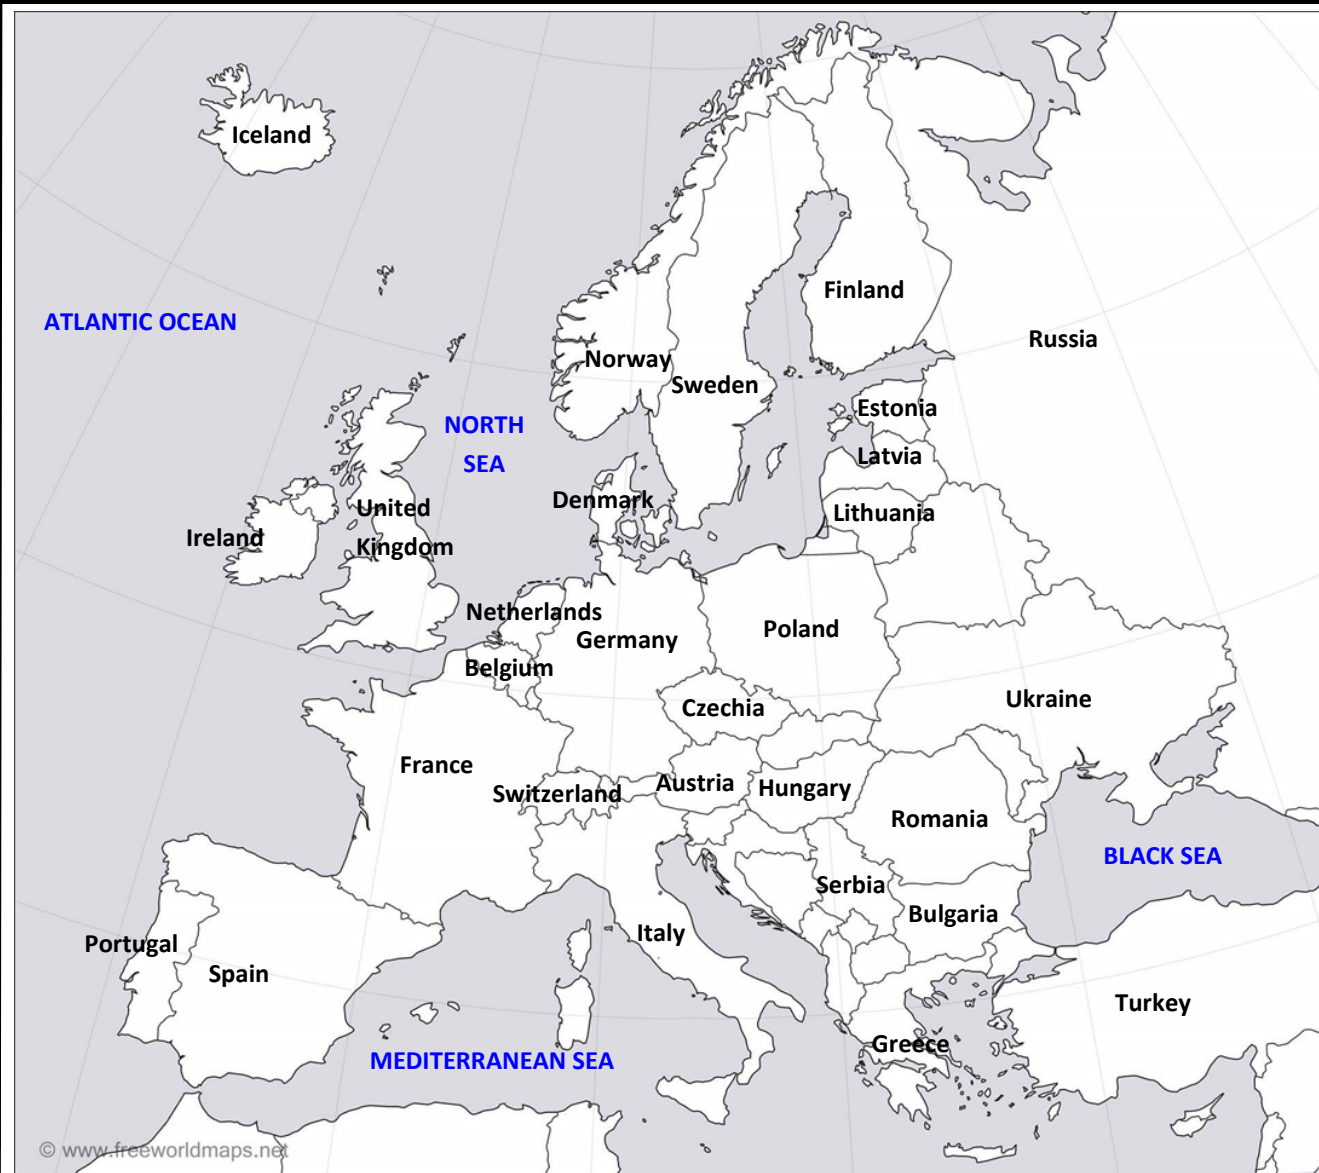 Iceland
Finland
ATLANTIC OCEAN
Russia
Norway
Sweden
Estonia
NORTH
SEA
Latvia
Denmark
United
Kingdom
Lithuania
Ireland
Netherlands
Poland
Germany
Belgium
Ukraine
Czechia
France
Austria
Hungary
Switzerland
Romania
BLACK SEA
Serbia
Bulgaria
Italy
Portugal
Spain
Turkey
Greece
MEDITERRANEAN SEA
© www.freeworldmaps.net